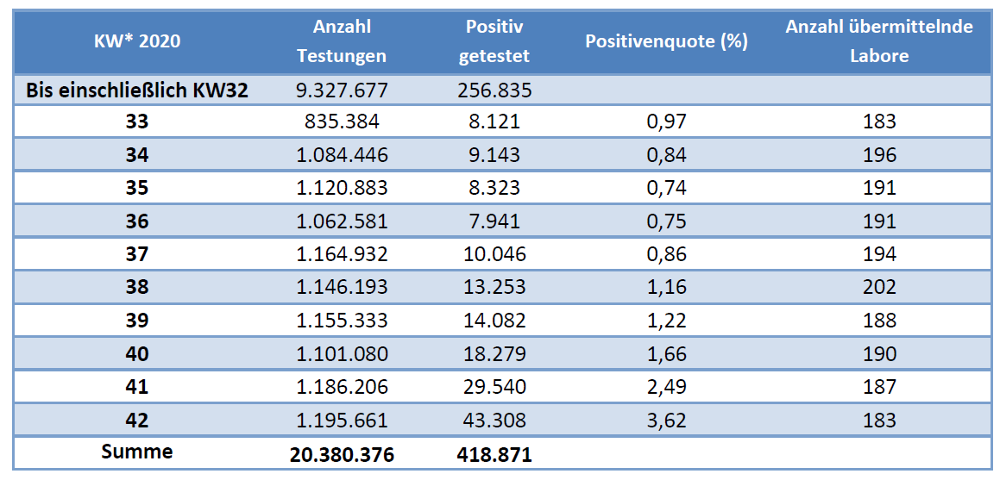 KW* 2020 Anzahl Testungen Positiv getestet Positivenquote (%) Anzahl übermittelnde Labore
Bis einschließlich KW32 9.327.677 256.835
33 835.384 8.121 0,97 183
34 1.084.446 9.143 0,84 196
35 1.120.883 8.323 0,74 191
36 1.062.581 7.941 0,75 191
37 1.164.932 10.046 0,86 194
38 1.146.193 13.253 1,16 202
39 1.155.333 14.082 1,22 188
40 1.101.080 18.279 1,66 190
41 1.186.206 29.540 2,49 187
42 1.195.661 43.308 3,62 183
Summe 20.380.376 418.871